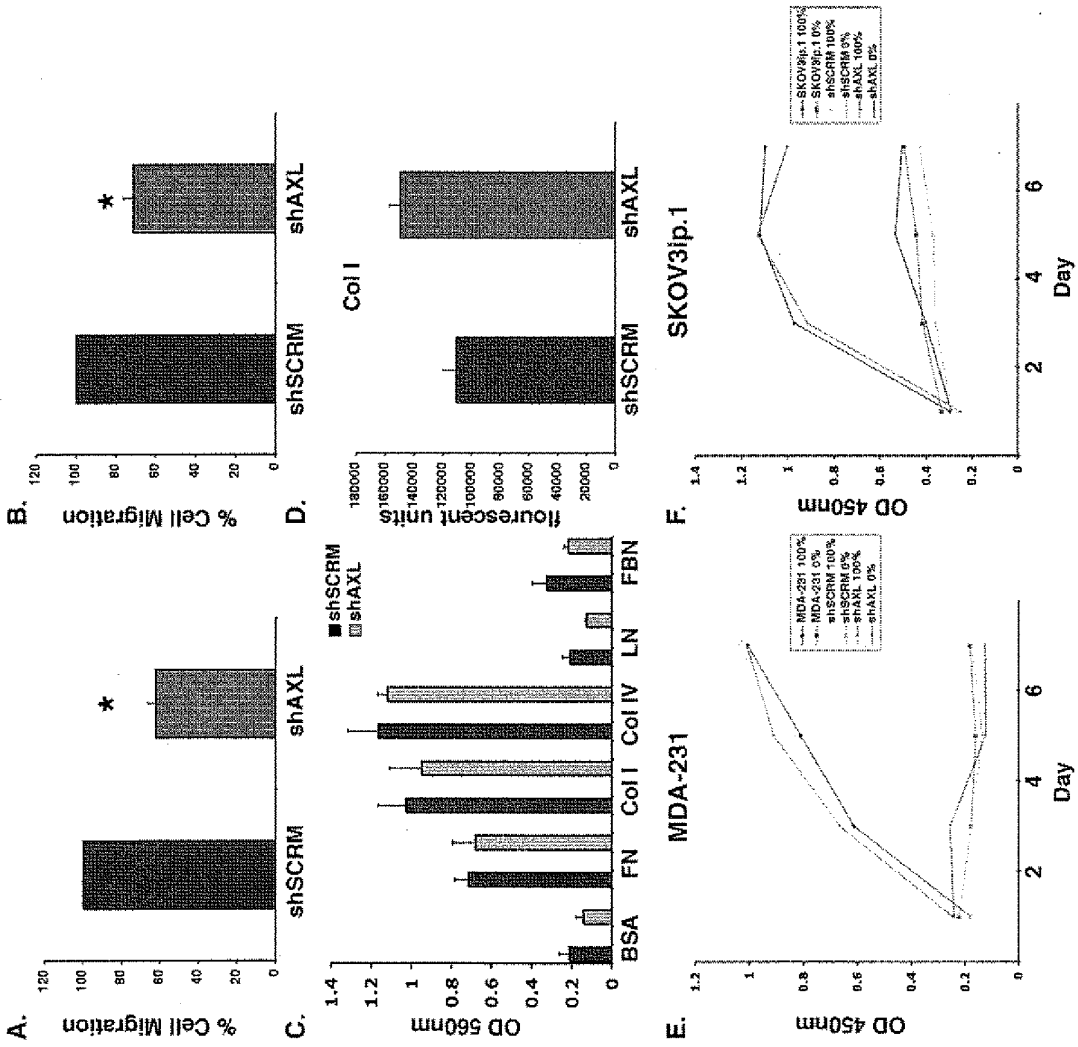 A.
% Cell Migration
120
100
80
60
40
20
0
*
shSCRM
shAXL
B.
% Cell Migration
120
100
80
60
40
20
0
*
shSCRM
shAXL
C.
OD 560nm
1.4
1.2
1
0.8
0.6
0.4
0.2
0
shSCRM
shAXL
BSA
FN
Col I
Col IV
LN
FBN
D.
Col I
flourescent units
180000
160000
140000
120000
100000
80000
60000
40000
20000
0
shSCRM
shAXL
E.
MDA-231
OD 450nm
1.4
1.2
1
0.8
0.6
0.4
0.2
0
2
4
6
Day
MDA-231 100%
MDA-231 0%
shSCRM 100%
shSCRM 0%
shAXL 100%
shAXL 0%
F.
SKOV3ip.1
OD 450nm
1.4
1.2
1
0.8
0.6
0.4
0.2
0
2
4
6
Day
SKOV3ip.1 100%
SKOV3ip.1 0%
shSCRM 100%
shSCRM 0%
shAXL 100%
shAXL 0%